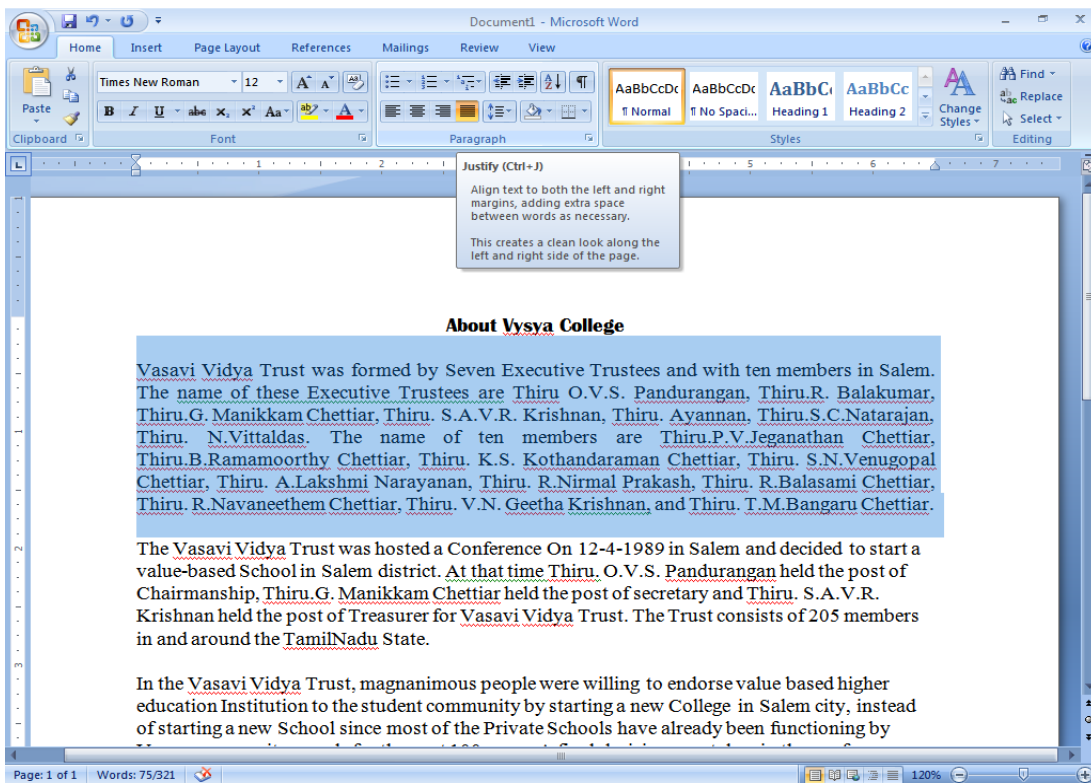 Document1 - Microsoft Word
Home Insert Page Layout References Mailings Review View
Paste
Times New Roman 12
B I U abc x₂ x² Aa ab A
AaBbCcDc AaBbCcDc AaBbC AaBbCc
¶ Normal ¶ No Spaci... Heading 1 Heading 2
Change Styles
Find
Replace
Select
Clipboard Font Paragraph Styles Editing
L 1 2 5 6 7
Justify (Ctrl+J)
Align text to both the left and right
margins, adding extra space
between words as necessary.
This creates a clean look along the
left and right side of the page.
About Vysya College
Vasavi Vidya Trust was formed by Seven Executive Trustees and with ten members in Salem.
The name of these Executive Trustees are Thiru O.V.S. Pandurangan, Thiru.R. Balakumar,
Thiru.G. Manikkam Chettiar, Thiru. S.A.V.R. Krishnan, Thiru. Ayannan, Thiru.S.C.Natarajan,
Thiru. N.Vittaldas. The name of ten members are Thiru.P.V.Jeganathan Chettiar,
Thiru.B.Ramamoorthy Chettiar, Thiru. K.S. Kothandaraman Chettiar, Thiru. S.N.Venugopal
Chettiar, Thiru. A.Lakshmi Narayanan, Thiru. R.Nirmal Prakash, Thiru. R.Balasami Chettiar,
Thiru. R.Navaneethem Chettiar, Thiru. V.N. Geetha Krishnan, and Thiru. T.M.Bangaru Chettiar.
The Vasavi Vidya Trust was hosted a Conference On 12-4-1989 in Salem and decided to start a
value-based School in Salem district. At that time Thiru. O.V.S. Pandurangan held the post of
Chairmanship, Thiru.G. Manikkam Chettiar held the post of secretary and Thiru. S.A.V.R.
Krishnan held the post of Treasurer for Vasavi Vidya Trust. The Trust consists of 205 members
in and around the TamilNadu State.
In the Vasavi Vidya Trust, magnanimous people were willing to endorse value based higher
education Institution to the student community by starting a new College in Salem city, instead
of starting a new School since most of the Private Schools have already been functioning by
Page: 1 of 1 Words: 75/321 120%